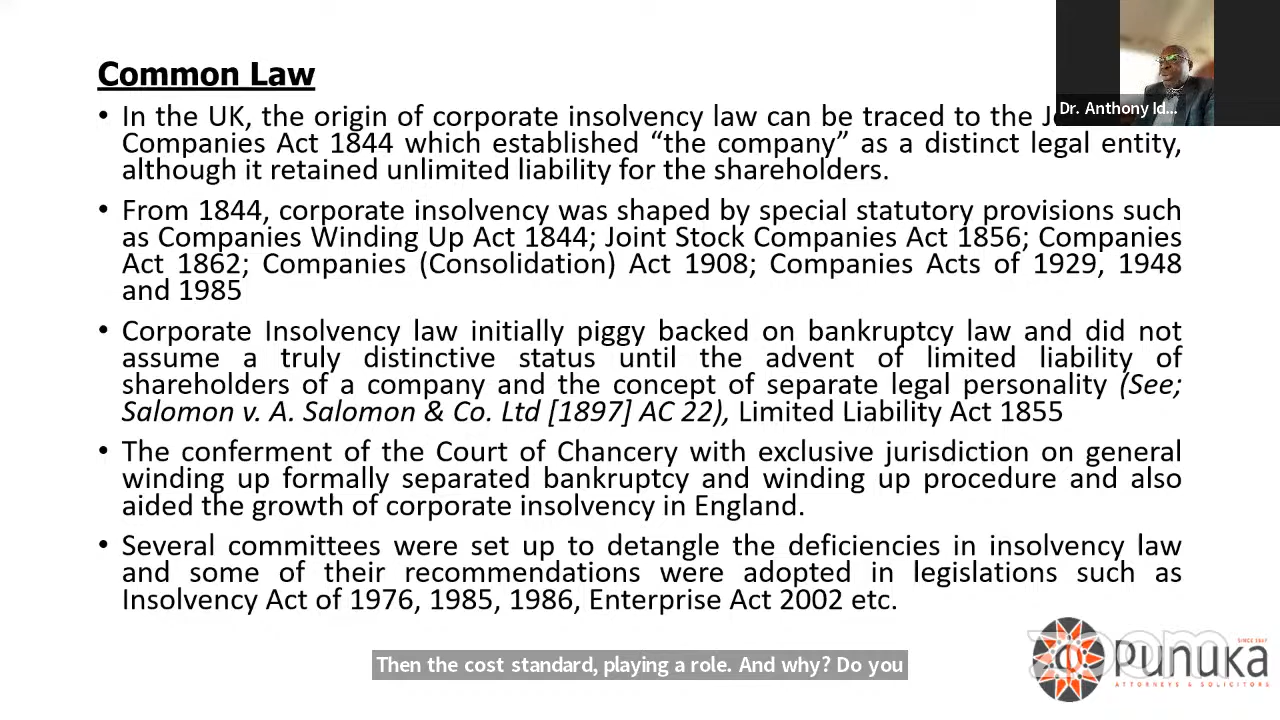 Common Law
• In the UK, the origin of corporate insolvency law can be traced to the
Companies Act 1844 which established “the company” as a distinct legal entity,
although it retained unlimited liability for the shareholders.
• From 1844, corporate insolvency was shaped by special statutory provisions such
as Companies Winding Up Act 1844; Joint Stock Companies Act 1856; Companies
Act 1862; Companies (Consolidation) Act 1908; Companies Acts of 1929, 1948
and 1985
• Corporate Insolvency law initially piggy backed on bankruptcy law and did not
assume a truly distinctive status until the advent of limited liability of
shareholders of a company and the concept of separate legal personality (See;
Salomon v. A. Salomon & Co. Ltd [1897] AC 22), Limited Liability Act 1855
• The conferment of the Court of Chancery with exclusive jurisdiction on general
winding up formally separated bankruptcy and winding up procedure and also
aided the growth of corporate insolvency in England.
• Several committees were set up to detangle the deficiencies in insolvency law
and some of their recommendations were adopted in legislations such as
Insolvency Act of 1976, 1985, 1986, Enterprise Act 2002 etc.
Dr. Anthony Id...
Then the cost standard, playing a role. And why? Do you
zoom
SINCE 1947
PUNUKA
ATTORNEYS & SOLICITORS